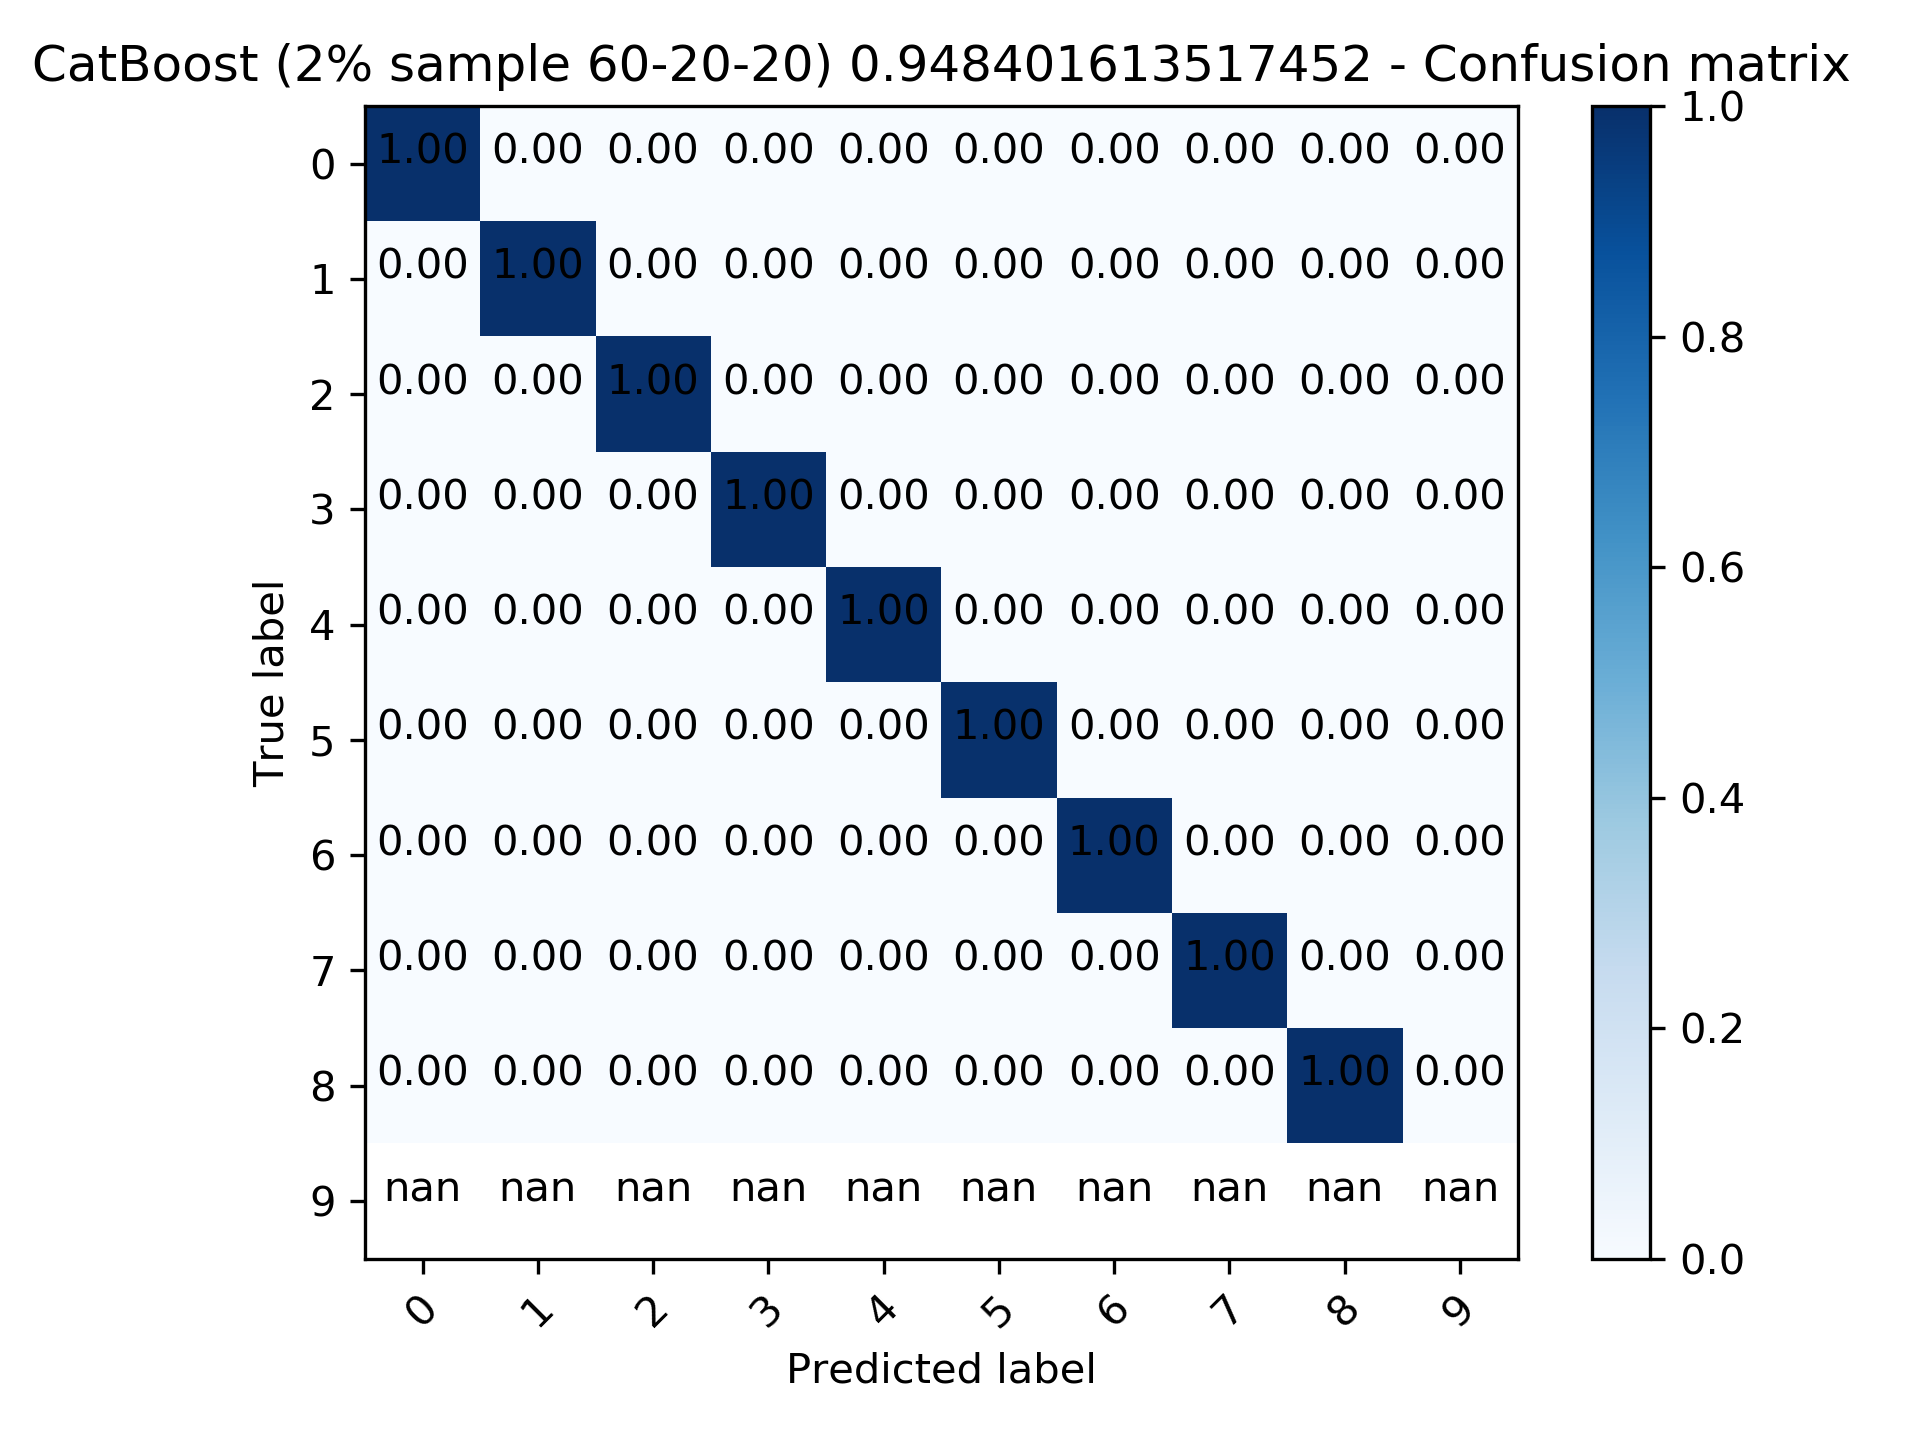 CatBoost (2% sample 60-20-20) 0.948401613517452 - Confusion matrix
True label
0 1.00 0.00 0.00 0.00 0.00 0.00 0.00 0.00 0.00 0.00
1 0.00 1.00 0.00 0.00 0.00 0.00 0.00 0.00 0.00 0.00
2 0.00 0.00 1.00 0.00 0.00 0.00 0.00 0.00 0.00 0.00
3 0.00 0.00 0.00 1.00 0.00 0.00 0.00 0.00 0.00 0.00
4 0.00 0.00 0.00 0.00 1.00 0.00 0.00 0.00 0.00 0.00
5 0.00 0.00 0.00 0.00 0.00 1.00 0.00 0.00 0.00 0.00
6 0.00 0.00 0.00 0.00 0.00 0.00 1.00 0.00 0.00 0.00
7 0.00 0.00 0.00 0.00 0.00 0.00 0.00 1.00 0.00 0.00
8 0.00 0.00 0.00 0.00 0.00 0.00 0.00 0.00 1.00 0.00
9 nan nan nan nan nan nan nan nan nan nan
0 1 2 3 4 5 6 7 8 9
Predicted label
1.0
0.8
0.6
0.4
0.2
0.0